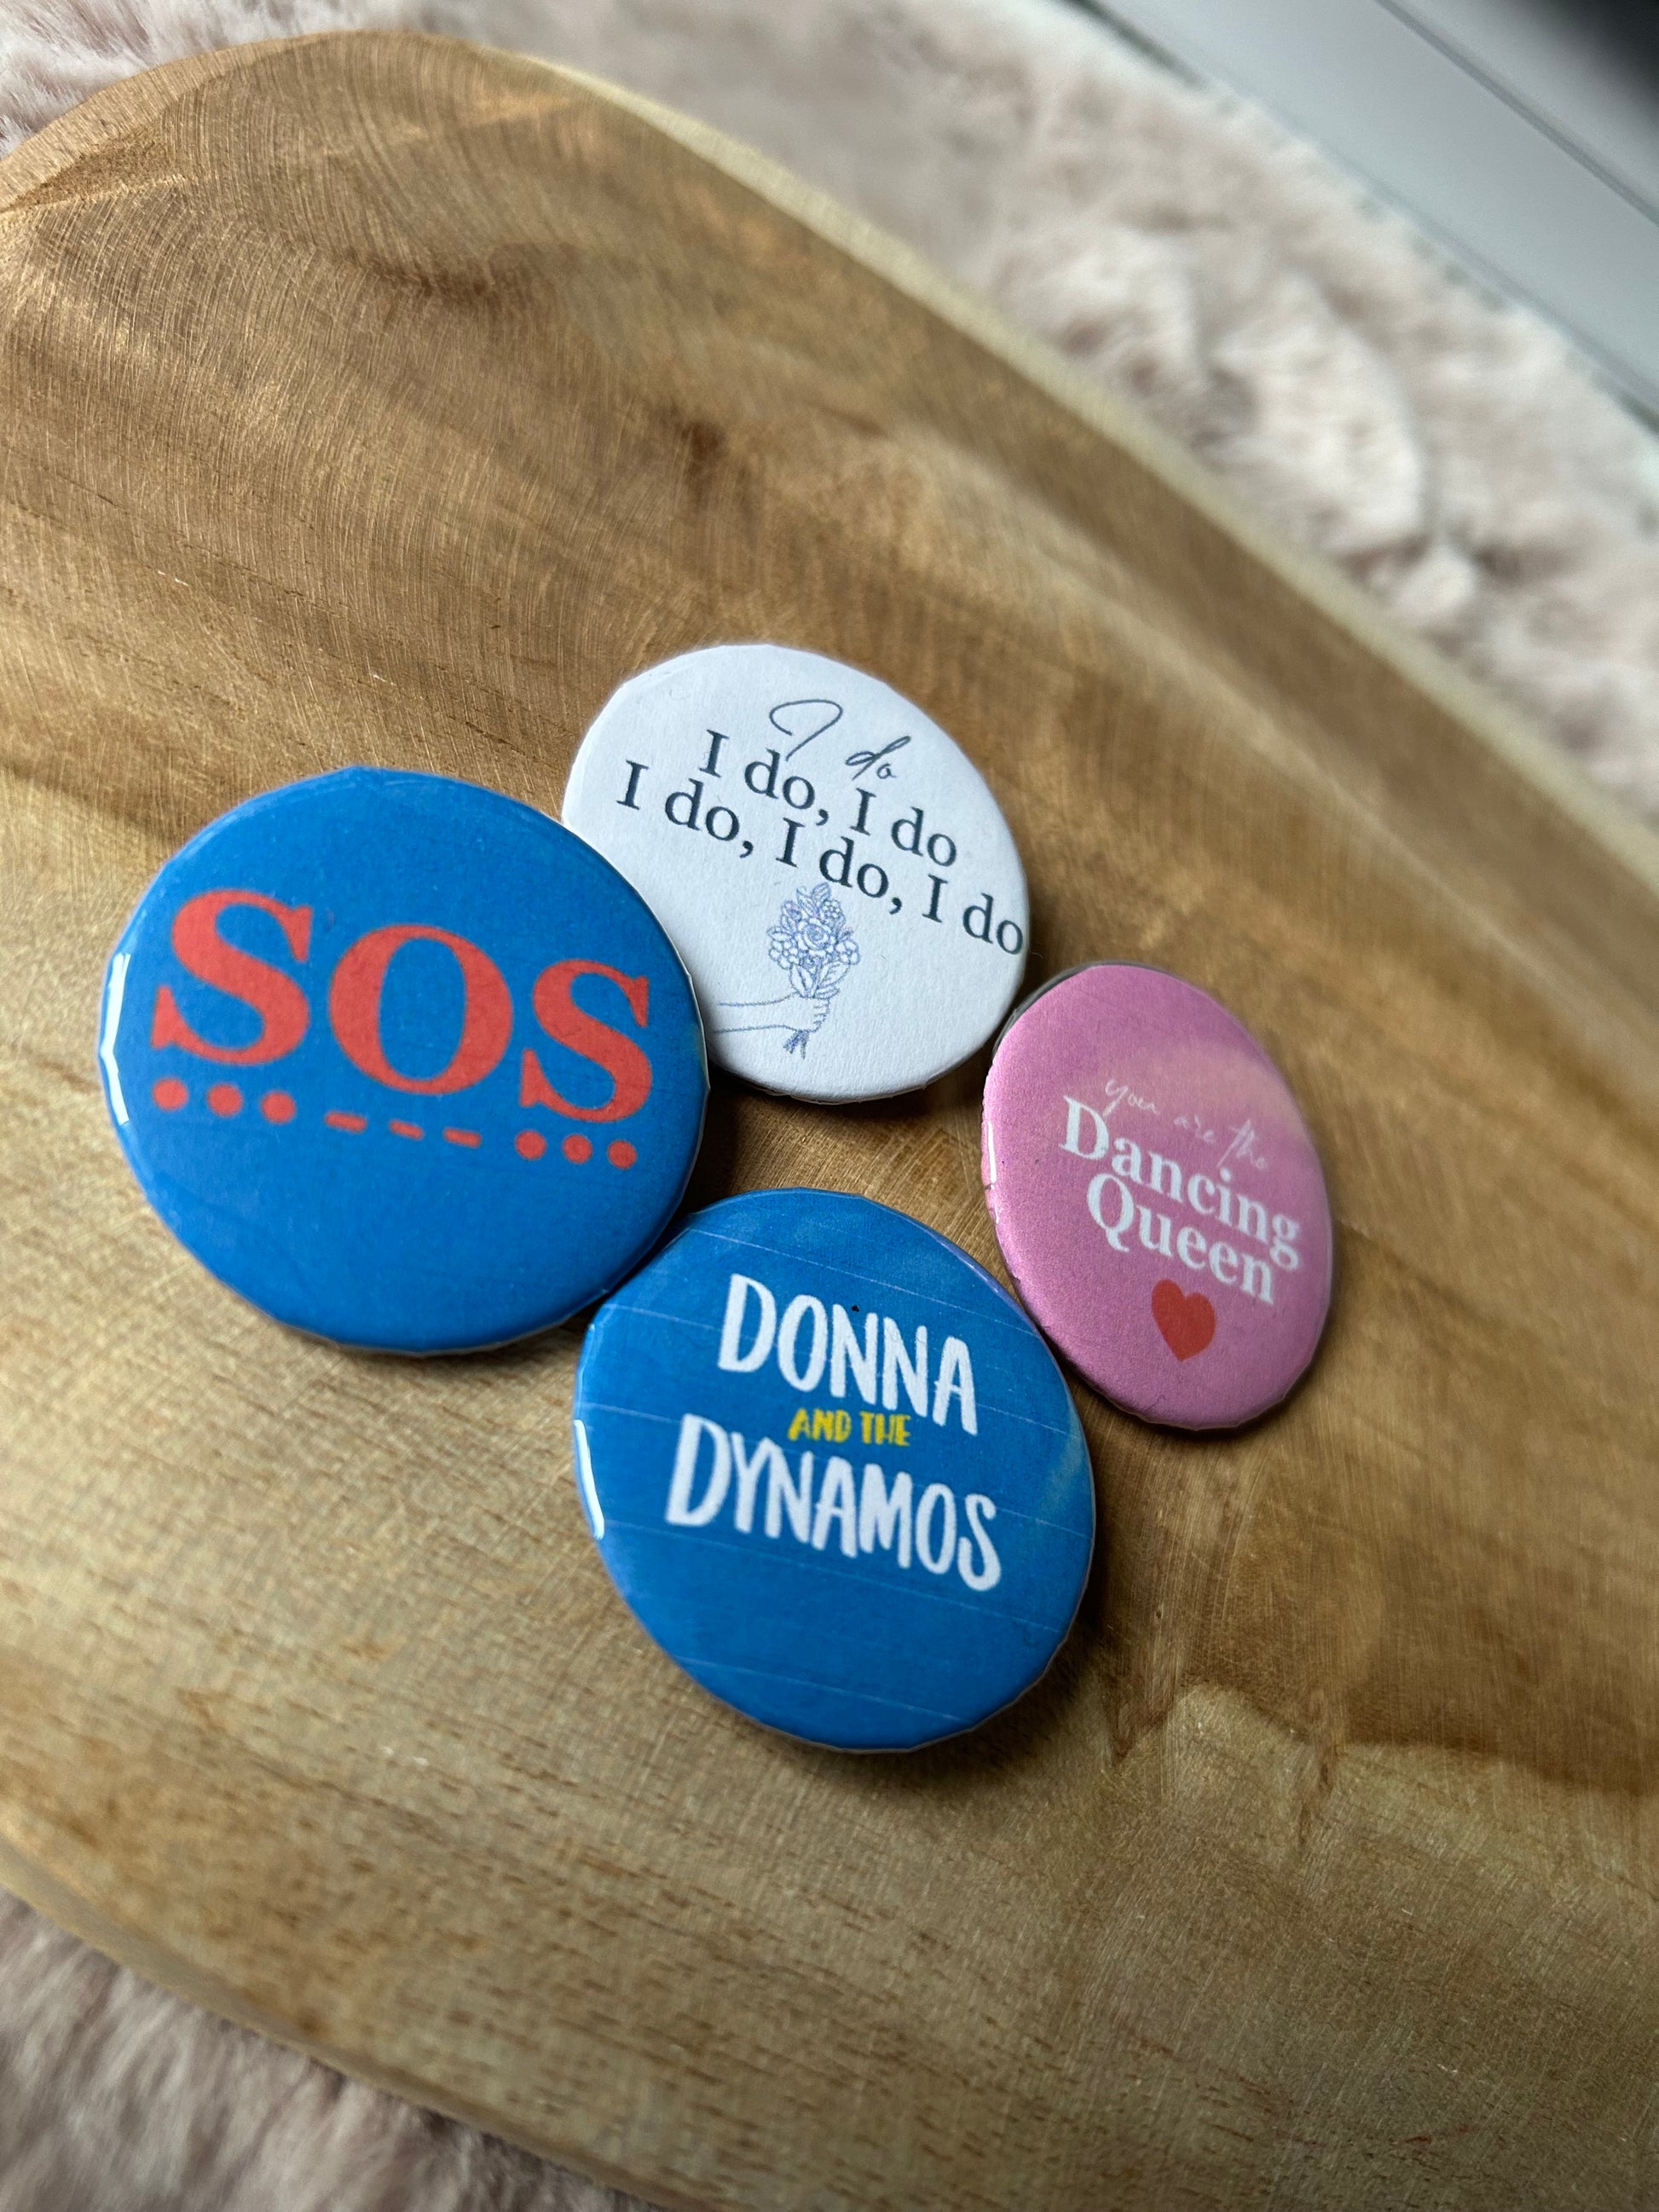 SOS
••• --- •••
I do
I do, I do
I do, I do, I do
you are the
Dancing
Queen
DONNA
AND THE
DYNAMOS